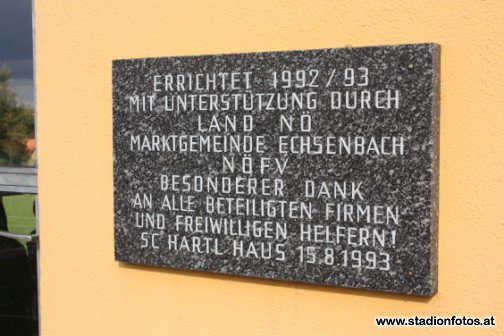 ERRICHTET 1992/93
MIT UNTERSTÜTZUNG DURCH
LAND NÖ
MARKTGEMEINDE ECHSENBACH
NÖFV
BESONDERER DANK
AN ALLE BETEILIGTEN FIRMEN
UND FREIWILLIGEN HELFERN!
SC HARTL HAUS 15.8.1993
www.stadionfotos.at